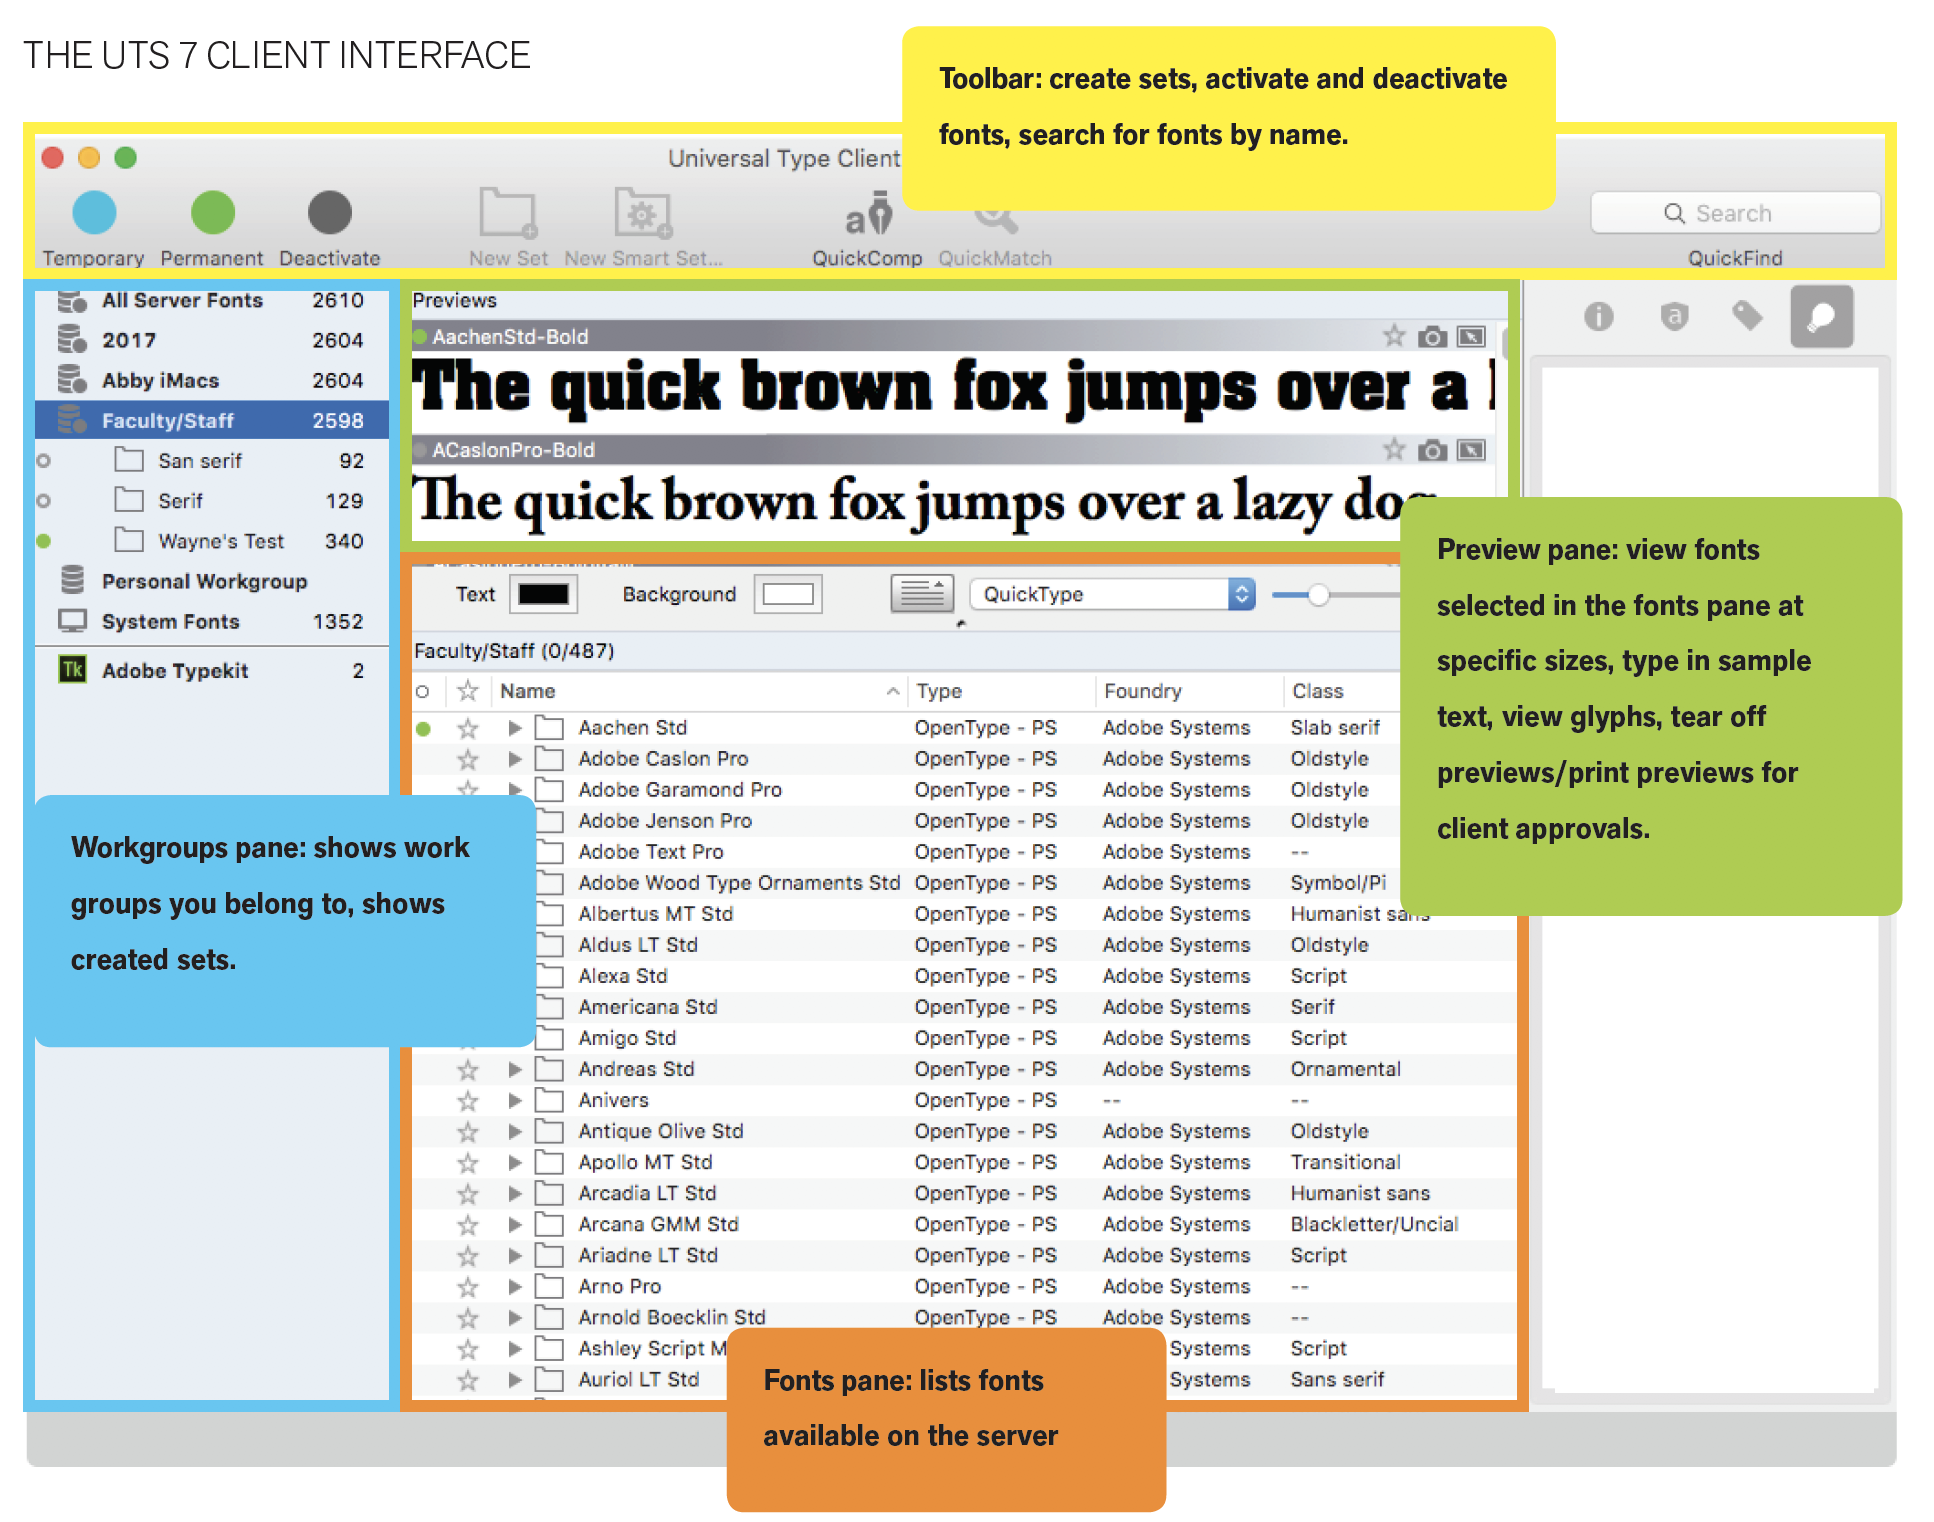 THE UTS 7 CLIENT INTERFACE
Toolbar: create sets, activate and deactivate
fonts, search for fonts by name.
Universal Type Client
Temporary Permanent Deactivate New Set New Smart Set... QuickComp QuickMatch
Search
QuickFind
All Server Fonts 2610
2017 2604
Abby iMacs 2604
Faculty/Staff 2598
San serif 92
Serif 129
Wayne's Test 340
Personal Workgroup
System Fonts 1352
Tk Adobe Typekit 2
Workgroups pane: shows work
groups you belong to, shows
created sets.
Previews
AachenStd-Bold
The quick brown fox jumps over a
ACaslonPro-Bold
The quick brown fox jumps over a lazy dog
Preview pane: view fonts
selected in the fonts pane at
specific sizes, type in sample
text, view glyphs, tear off
previews/print previews for
client approvals.
Text Background QuickType
Faculty/Staff (0/487)
Name Type Foundry Class
Aachen Std OpenType - PS Adobe Systems Slab serif
Adobe Caslon Pro OpenType - PS Adobe Systems Oldstyle
Adobe Garamond Pro OpenType - PS Adobe Systems Oldstyle
Adobe Jenson Pro OpenType - PS Adobe Systems Oldstyle
Adobe Text Pro OpenType - PS Adobe Systems --
Adobe Wood Type Ornaments Std OpenType - PS Adobe Systems Symbol/Pi
Albertus MT Std OpenType - PS Adobe Systems Humanist sans
Aldus LT Std OpenType - PS Adobe Systems Oldstyle
Alexa Std OpenType - PS Adobe Systems Script
Americana Std OpenType - PS Adobe Systems Serif
Amigo Std OpenType - PS Adobe Systems Script
Andreas Std OpenType - PS Adobe Systems Ornamental
Anivers OpenType - PS -- --
Antique Olive Std OpenType - PS Adobe Systems Oldstyle
Apollo MT Std OpenType - PS Adobe Systems Transitional
Arcadia LT Std OpenType - PS Adobe Systems Humanist sans
Arcana GMM Std OpenType - PS Adobe Systems Blackletter/Uncial
Ariadne LT Std OpenType - PS Adobe Systems Script
Arno Pro OpenType - PS Adobe Systems --
Arnold Boecklin Std OpenType - PS Adobe Systems --
Ashley Script M Systems Script
Auriol LT Std Systems Sans serif
Fonts pane: lists fonts
available on the server